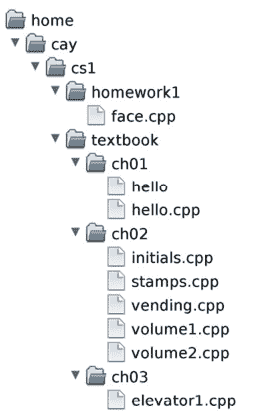 home
cay
cs1
homework1
face.cpp
textbook
ch01
hello
hello.cpp
ch02
initials.cpp
stamps.cpp
vending.cpp
volume1.cpp
volume2.cpp
ch03
elevator1.cpp